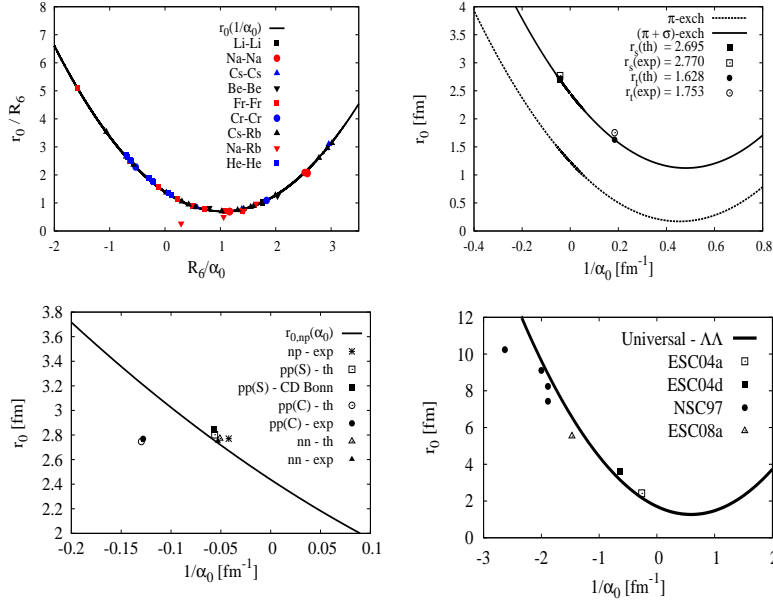 r0 / R6
8
7
6
5
4
3
2
1
0
r0(1/α0)
Li-Li
Na-Na
Cs-Cs
Be-Be
Fr-Fr
Cr-Cr
Cs-Rb
Na-Rb
He-He
-2 -1 0 1 2 3
R6/α0
r0 [fm]
4
3.5
3
2.5
2
1.5
1
0.5
0
π-exch
(π + σ)-exch
rs(th) = 2.695
rs(exp) = 2.770
rt(th) = 1.628
rt(exp) = 1.753
-0.4 -0.2 0 0.2 0.4 0.6 0.8
1/α0 [fm-1]
r0 [fm]
3.8
3.6
3.4
3.2
3
2.8
2.6
2.4
2.2
2
r0,np(α0)
np - exp
pp(S) - th
pp(S) - CD Bonn
pp(C) - th
pp(C) - exp
nn - th
nn - exp
-0.2 -0.15 -0.1 -0.05 0 0.05 0.1
1/α0 [fm-1]
r0 [fm]
12
10
8
6
4
2
0
Universal - ΛΛ
ESC04a
ESC04d
NSC97
ESC08a
-3 -2 -1 0 1 2
1/α0 [fm-1]